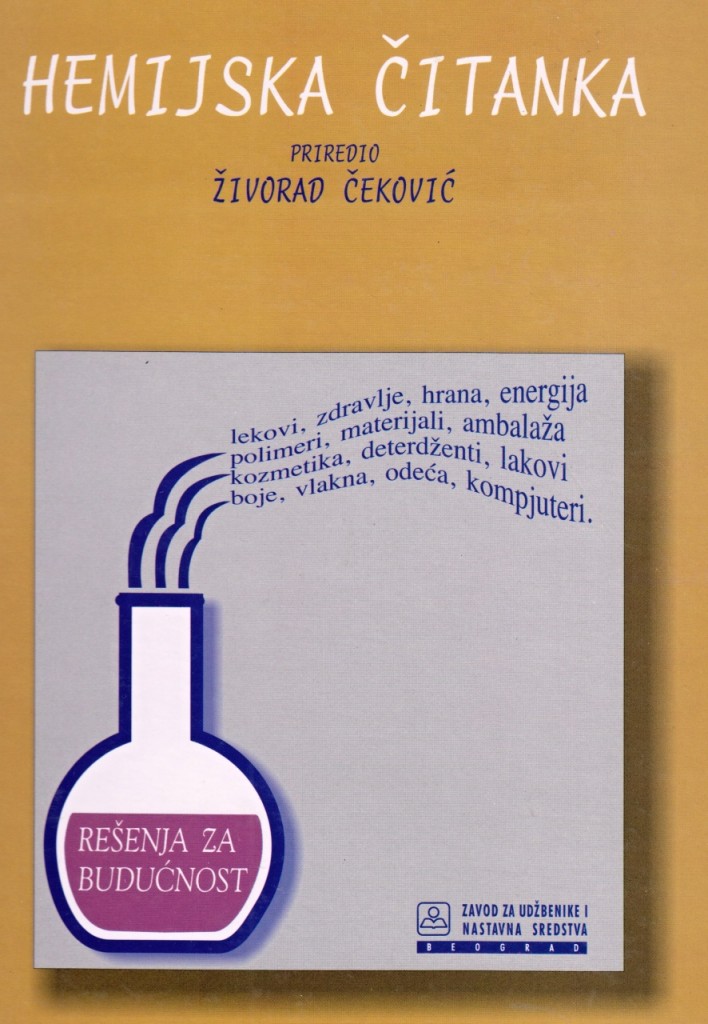 HEMIJSKA ČITANKA
PRIREDIO
ŽIVORAD ČEKOVIĆ
lekovi, zdravlje, hrana, energija
polimeri, materijali, ambalaža
kozmetika, deterdženti, lakovi
boje, vlakna, odeća, kompjuteri.
REŠENJA ZA
BUDUĆNOST
ZAVOD ZA UDŽBENIKE I
NASTAVNA SREDSTVA
BEOGRAD